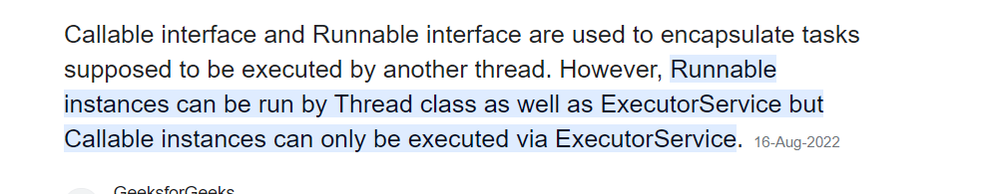 Callable interface and Runnable interface are used to encapsulate tasks
supposed to be executed by another thread. However, Runnable
instances can be run by Thread class as well as ExecutorService but
Callable instances can only be executed via ExecutorService. 16-Aug-2022
GeeksforGeeks